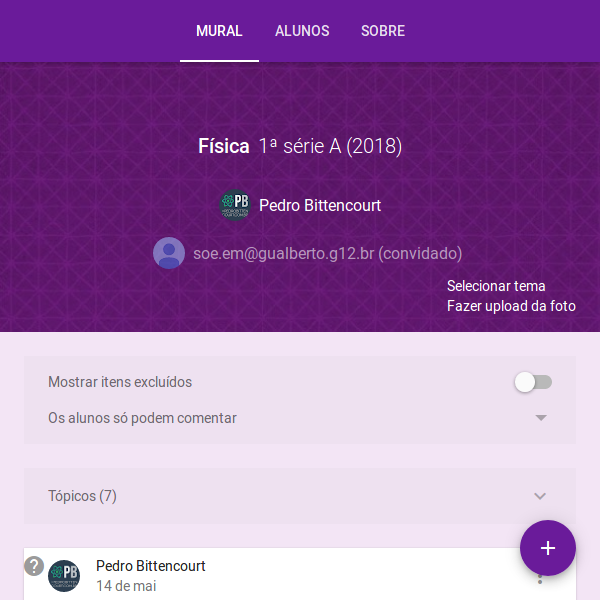 MURAL ALUNOS SOBRE
Física 1ª série A (2018)
PB
Pedro Bittencourt
soe.em@gualberto.g12.br (convidado)
Selecionar tema
Fazer upload da foto
Mostrar itens excluídos
Os alunos só podem comentar
Tópicos (7)
+
?
PB
Pedro Bittencourt
14 de mai